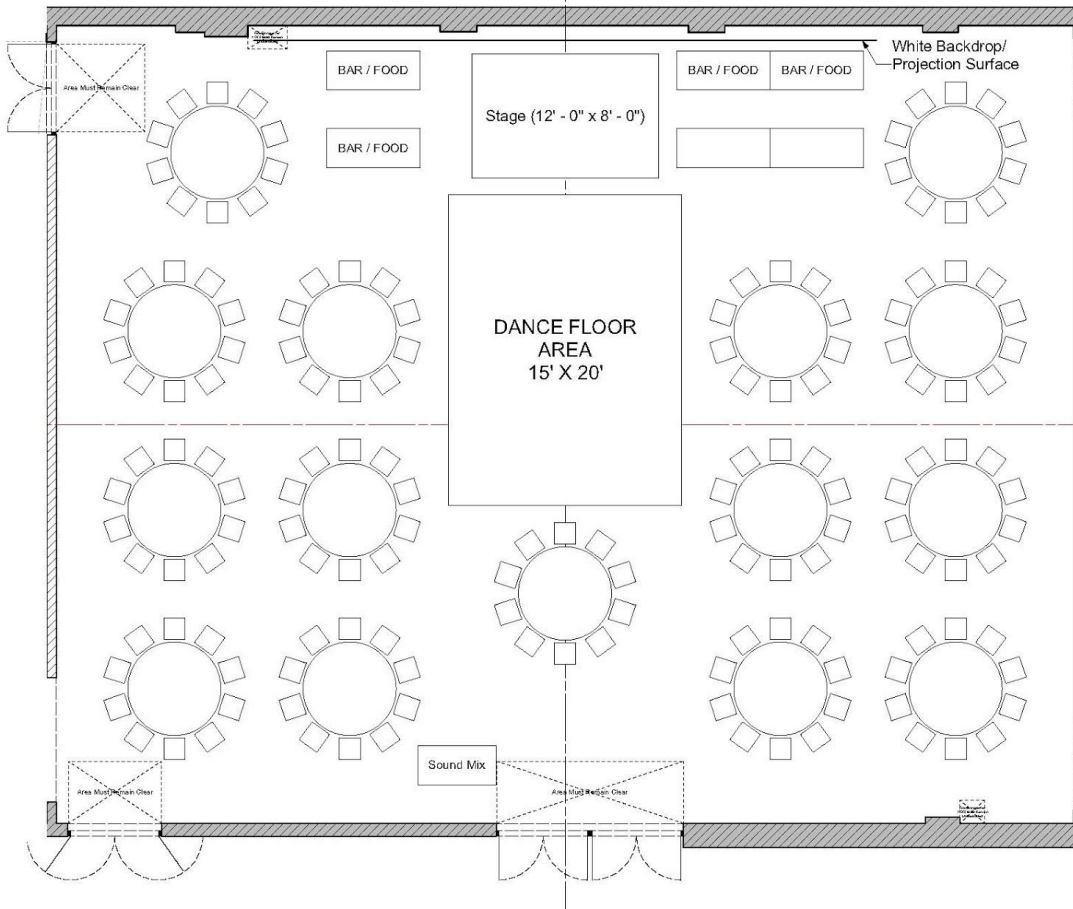 White Backdrop/
Projection Surface
BAR / FOOD
BAR / FOOD
BAR / FOOD
Area Must Remain Clear
Stage (12' - 0" x 8' - 0")
BAR / FOOD
DANCE FLOOR
AREA
15' X 20'
Sound Mix
Area Must Remain Clear
Area Must Remain Clear